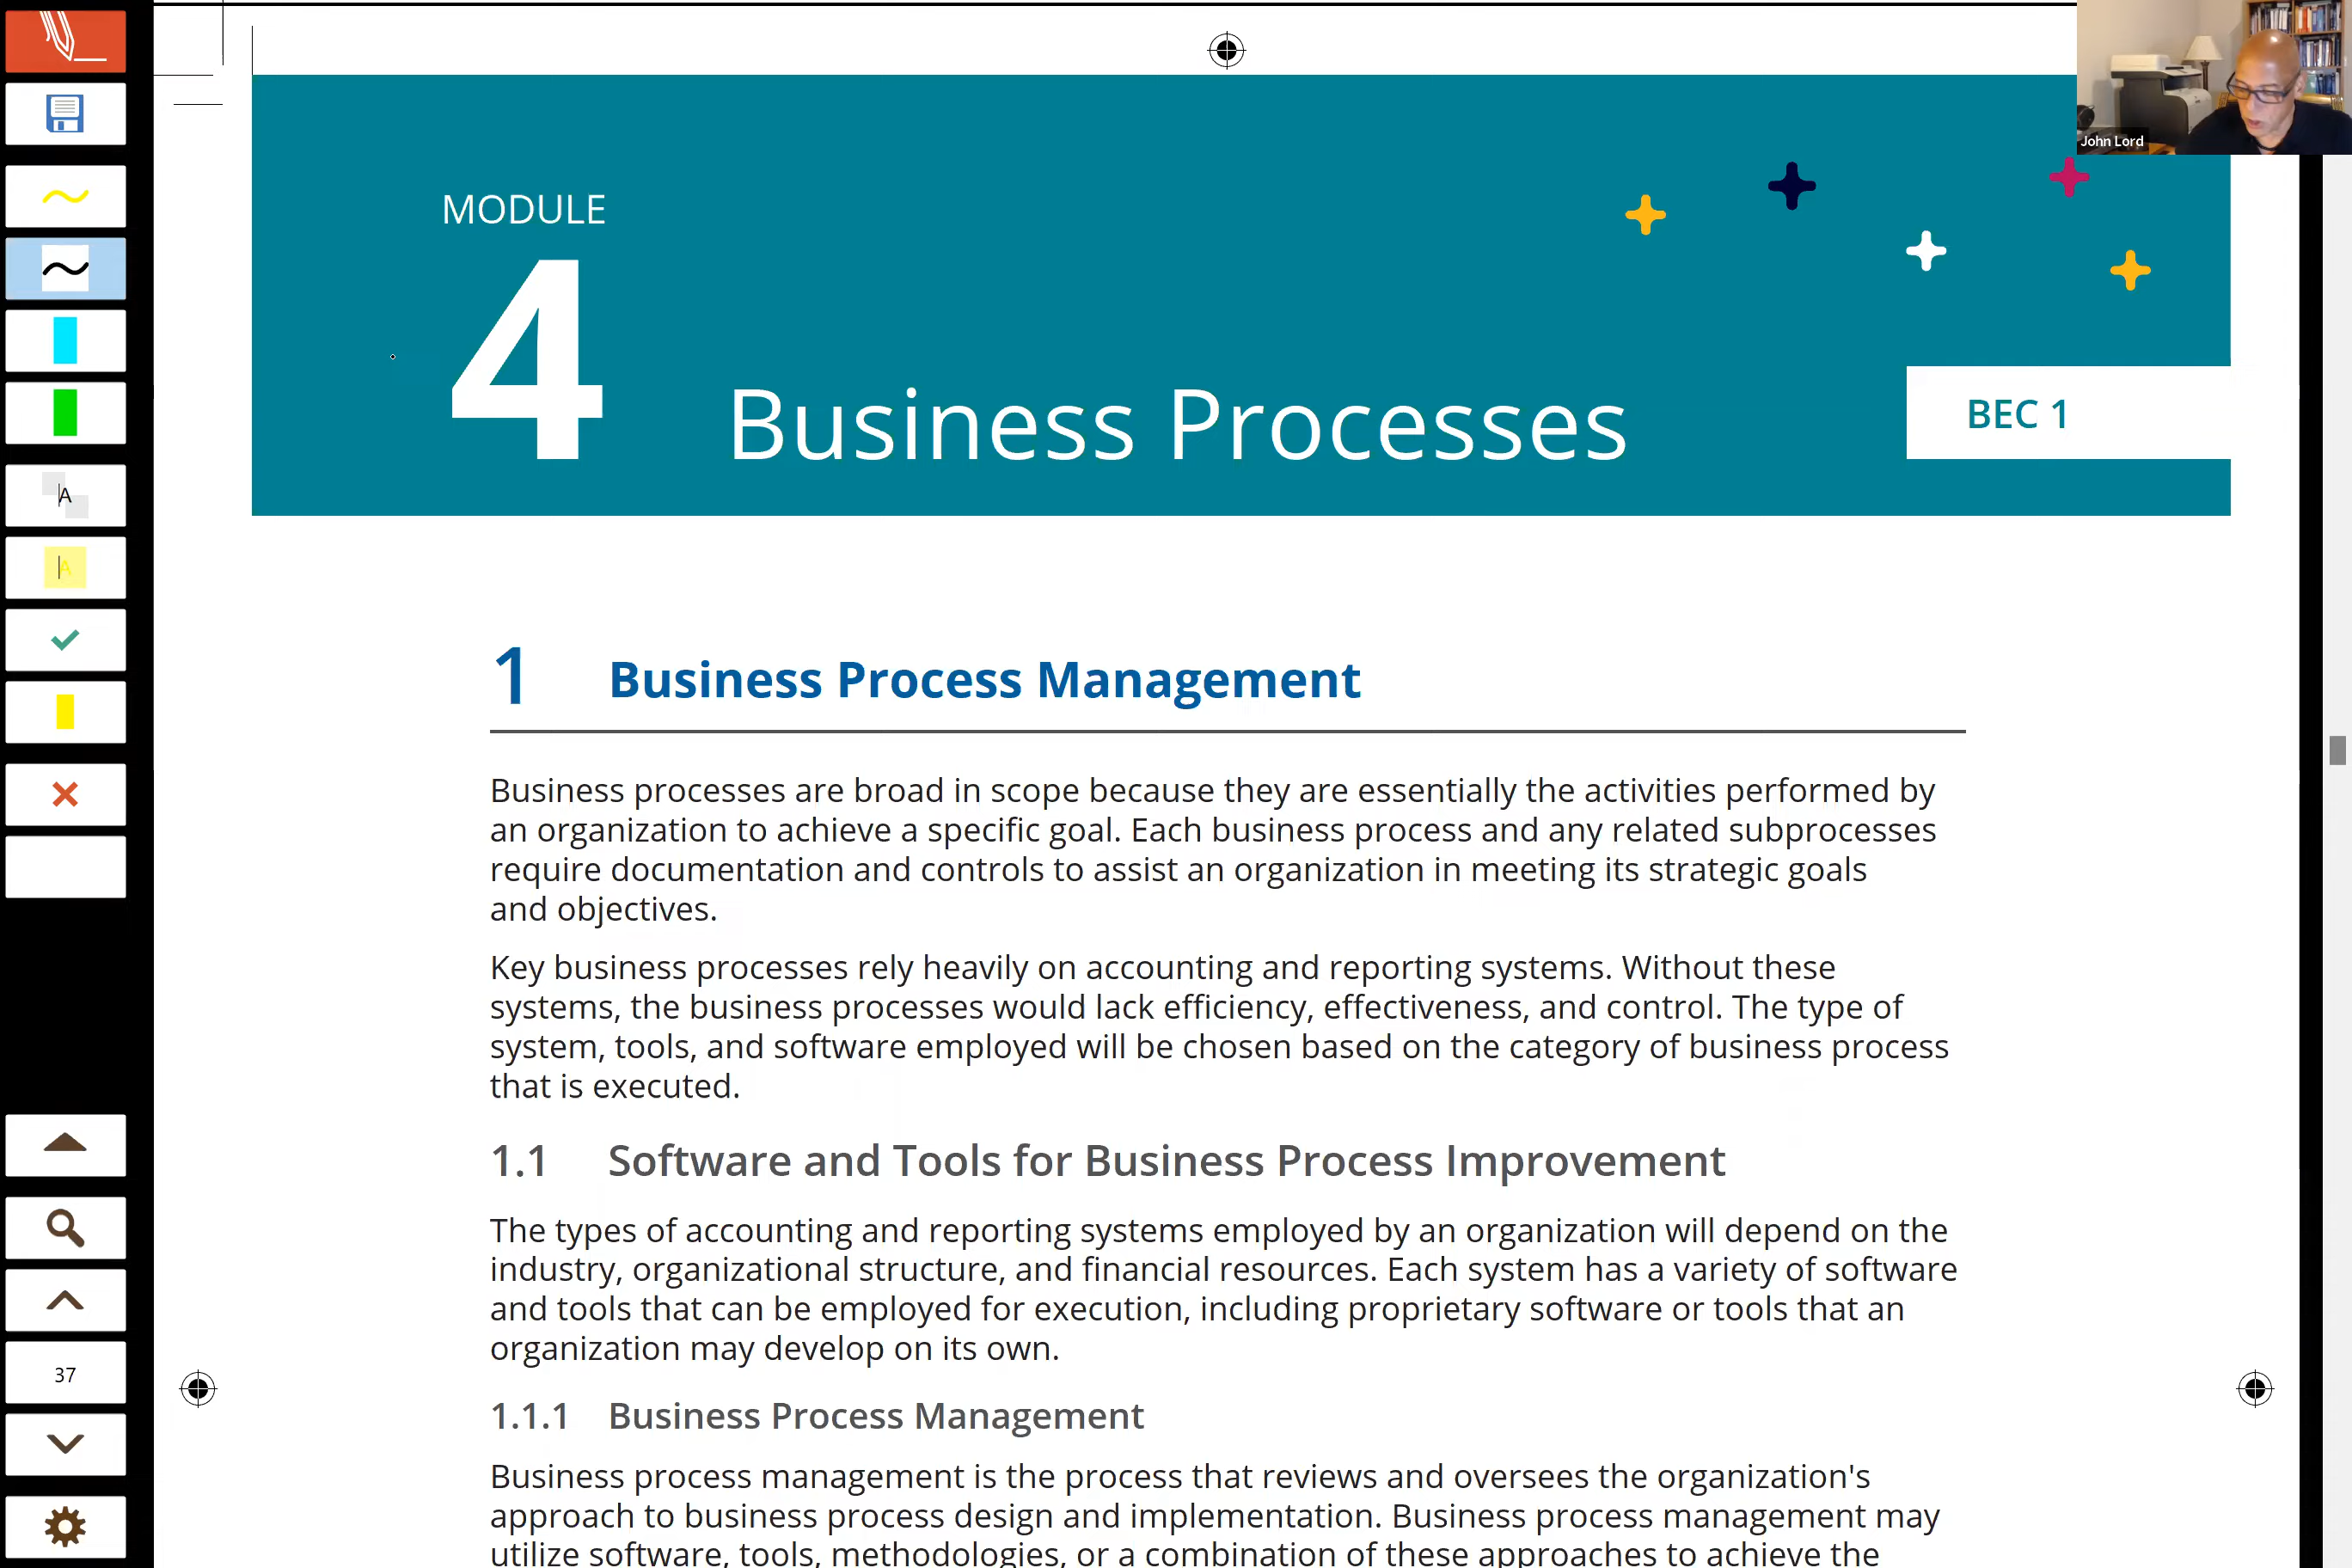 John Lord
MODULE
4
Business Processes
BEC 1
1 Business Process Management
Business processes are broad in scope because they are essentially the activities performed by
an organization to achieve a specific goal. Each business process and any related subprocesses
require documentation and controls to assist an organization in meeting its strategic goals
and objectives.
Key business processes rely heavily on accounting and reporting systems. Without these
systems, the business processes would lack efficiency, effectiveness, and control. The type of
system, tools, and software employed will be chosen based on the category of business process
that is executed.
1.1 Software and Tools for Business Process Improvement
The types of accounting and reporting systems employed by an organization will depend on the
industry, organizational structure, and financial resources. Each system has a variety of software
and tools that can be employed for execution, including proprietary software or tools that an
organization may develop on its own.
1.1.1 Business Process Management
Business process management is the process that reviews and oversees the organization's
approach to business process design and implementation. Business process management may
utilize software, tools, methodologies, or a combination of these approaches to achieve the
A
A
37